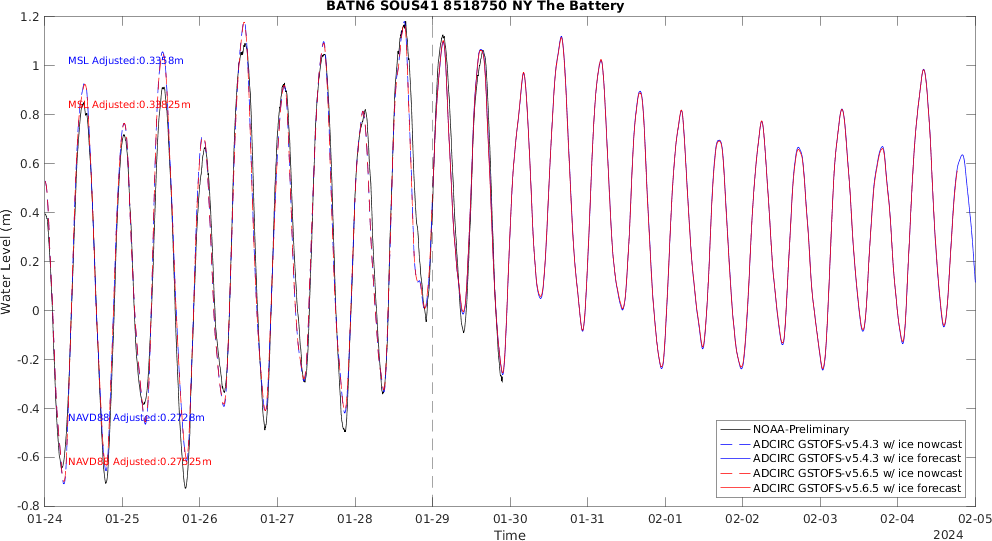 BATN6 SOUS41 8518750 NY The Battery
1.2
1
0.8
0.6
0.4
0.2
0
-0.2
-0.4
-0.6
-0.8
Water Level (m)
MSL Adjusted:0.3358m
MSL Adjusted:0.33825m
NAVD88 Adjusted:0.2728m
NAVD88 Adjusted:0.27525m
NOAA-Preliminary
ADCIRC GSTOFS-v5.4.3 w/ ice nowcast
ADCIRC GSTOFS-v5.4.3 w/ ice forecast
ADCIRC GSTOFS-v5.6.5 w/ ice nowcast
ADCIRC GSTOFS-v5.6.5 w/ ice forecast
01-24 01-25 01-26 01-27 01-28 01-29 01-30 01-31 02-01 02-02 02-03 02-04 02-05
Time
2024